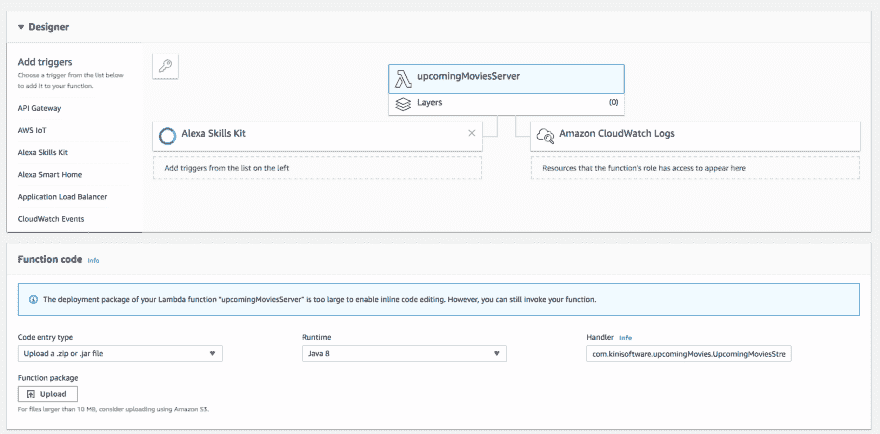 Designer
Add triggers
Choose a trigger from the list below
to add it to your function.
API Gateway
AWS IoT
Alexa Skills Kit
Alexa Smart Home
Application Load Balancer
CloudWatch Events
upcomingMoviesServer
Layers (0)
Alexa Skills Kit
Add triggers from the list on the left
Amazon CloudWatch Logs
Resources that the function's role has access to appear here
Function code Info
The deployment package of your Lambda function "upcomingMoviesServer" is too large to enable inline code editing. However, you can still invoke your function.
Code entry type
Upload a .zip or .jar file
Runtime
Java 8
Handler Info
com.kinisoftware.upcomingMovies.UpcomingMoviesStre
Function package
Upload
For files larger than 10 MB, consider uploading using Amazon S3.